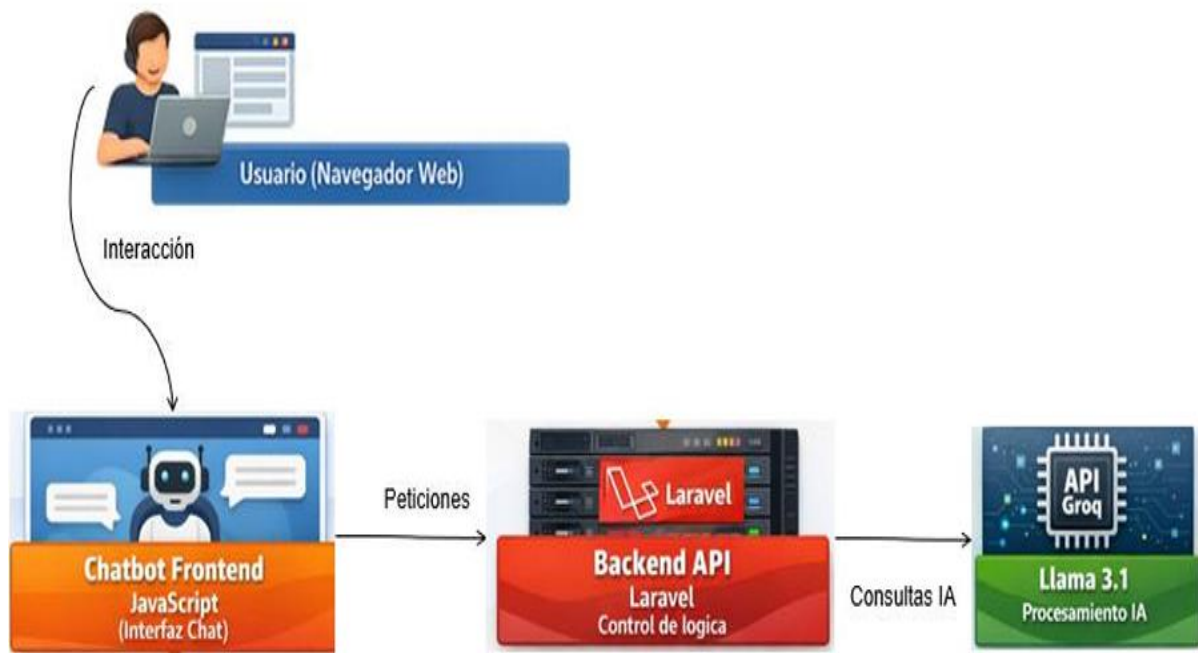 Usuario (Navegador Web)
Interacción
Chatbot Frontend
JavaScript
(Interfaz Chat)
Peticiones
Laravel
Backend API
Laravel
Control de logica
Consultas IA
API
Groq
Llama 3.1
Procesamiento IA